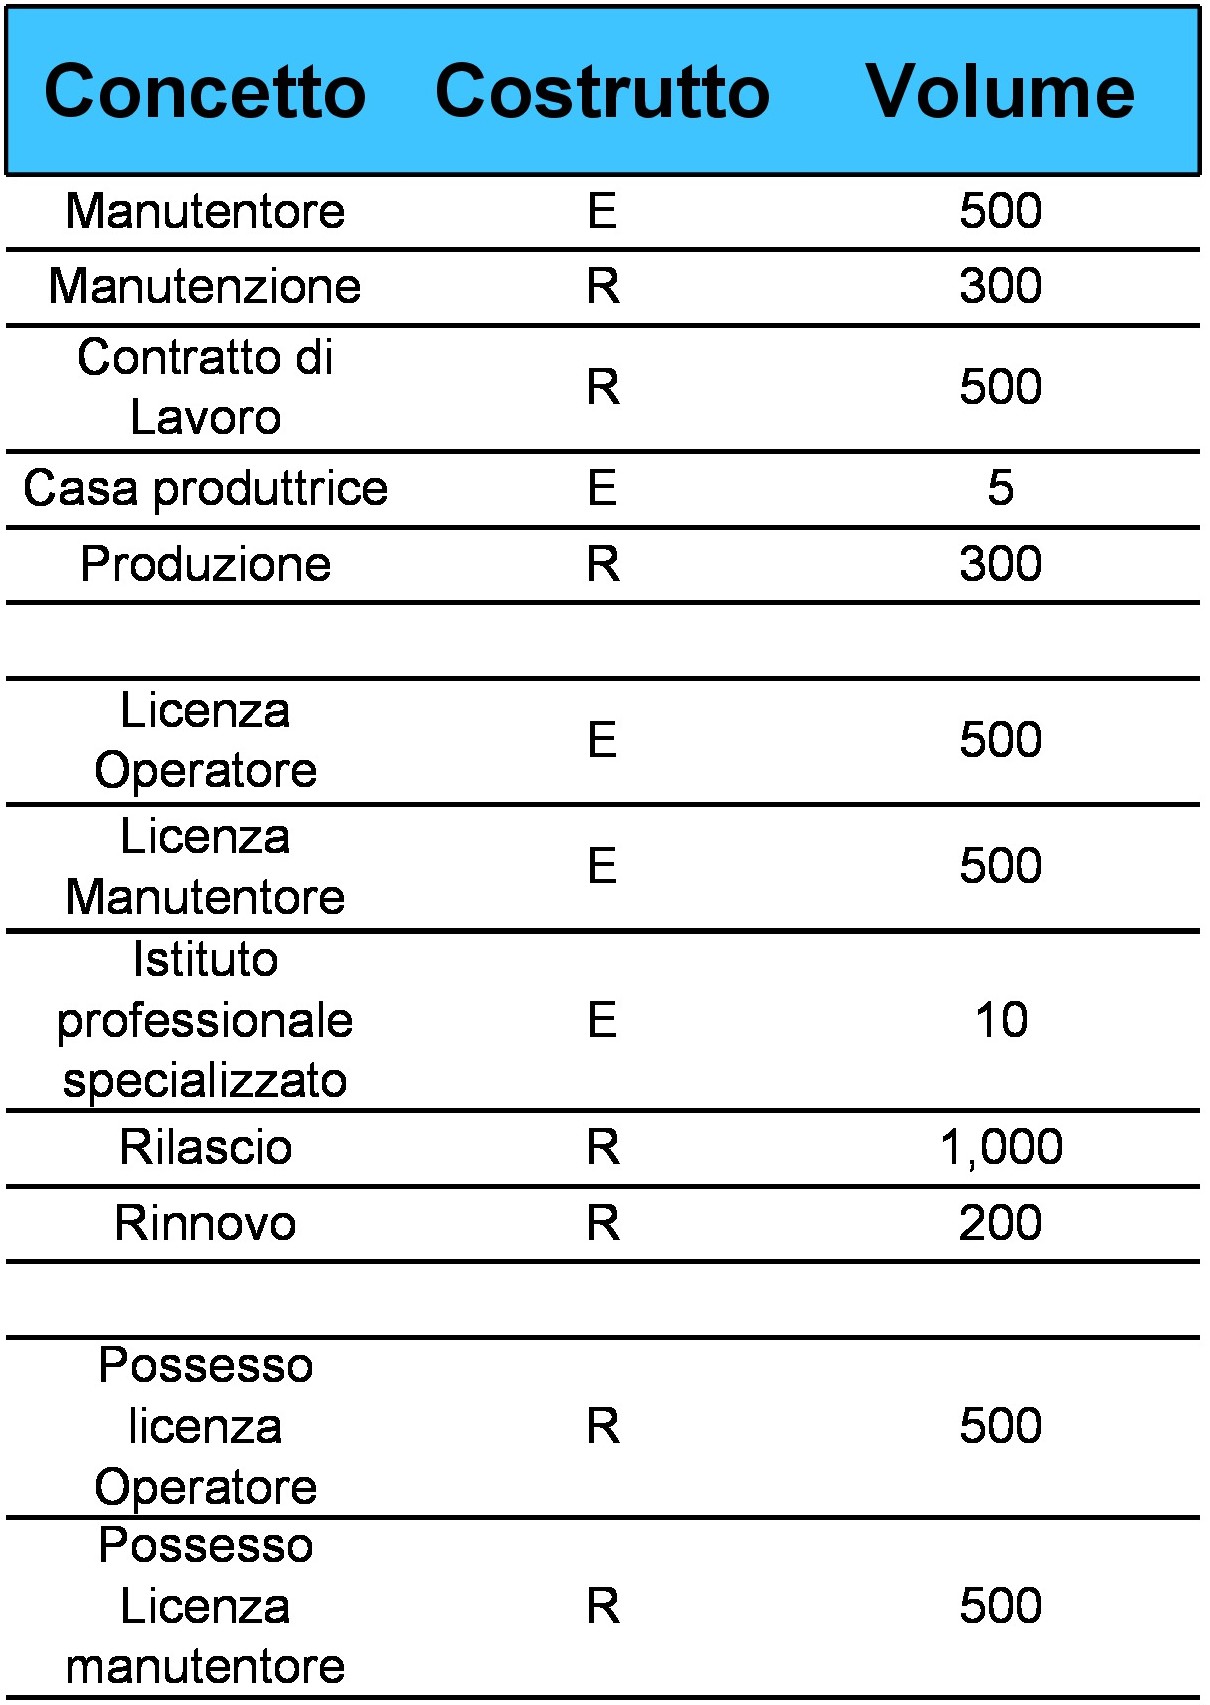 Concetto Costrutto Volume
Manutentore E 500
Manutenzione R 300
Contratto di
Lavoro R 500
Casa produttrice E 5
Produzione R 300
Licenza
Operatore E 500
Licenza
Manutentore E 500
Istituto
professionale E 10
specializzato
Rilascio R 1,000
Rinnovo R 200
Possesso
licenza R 500
Operatore
Possesso
Licenza R 500
manutentore